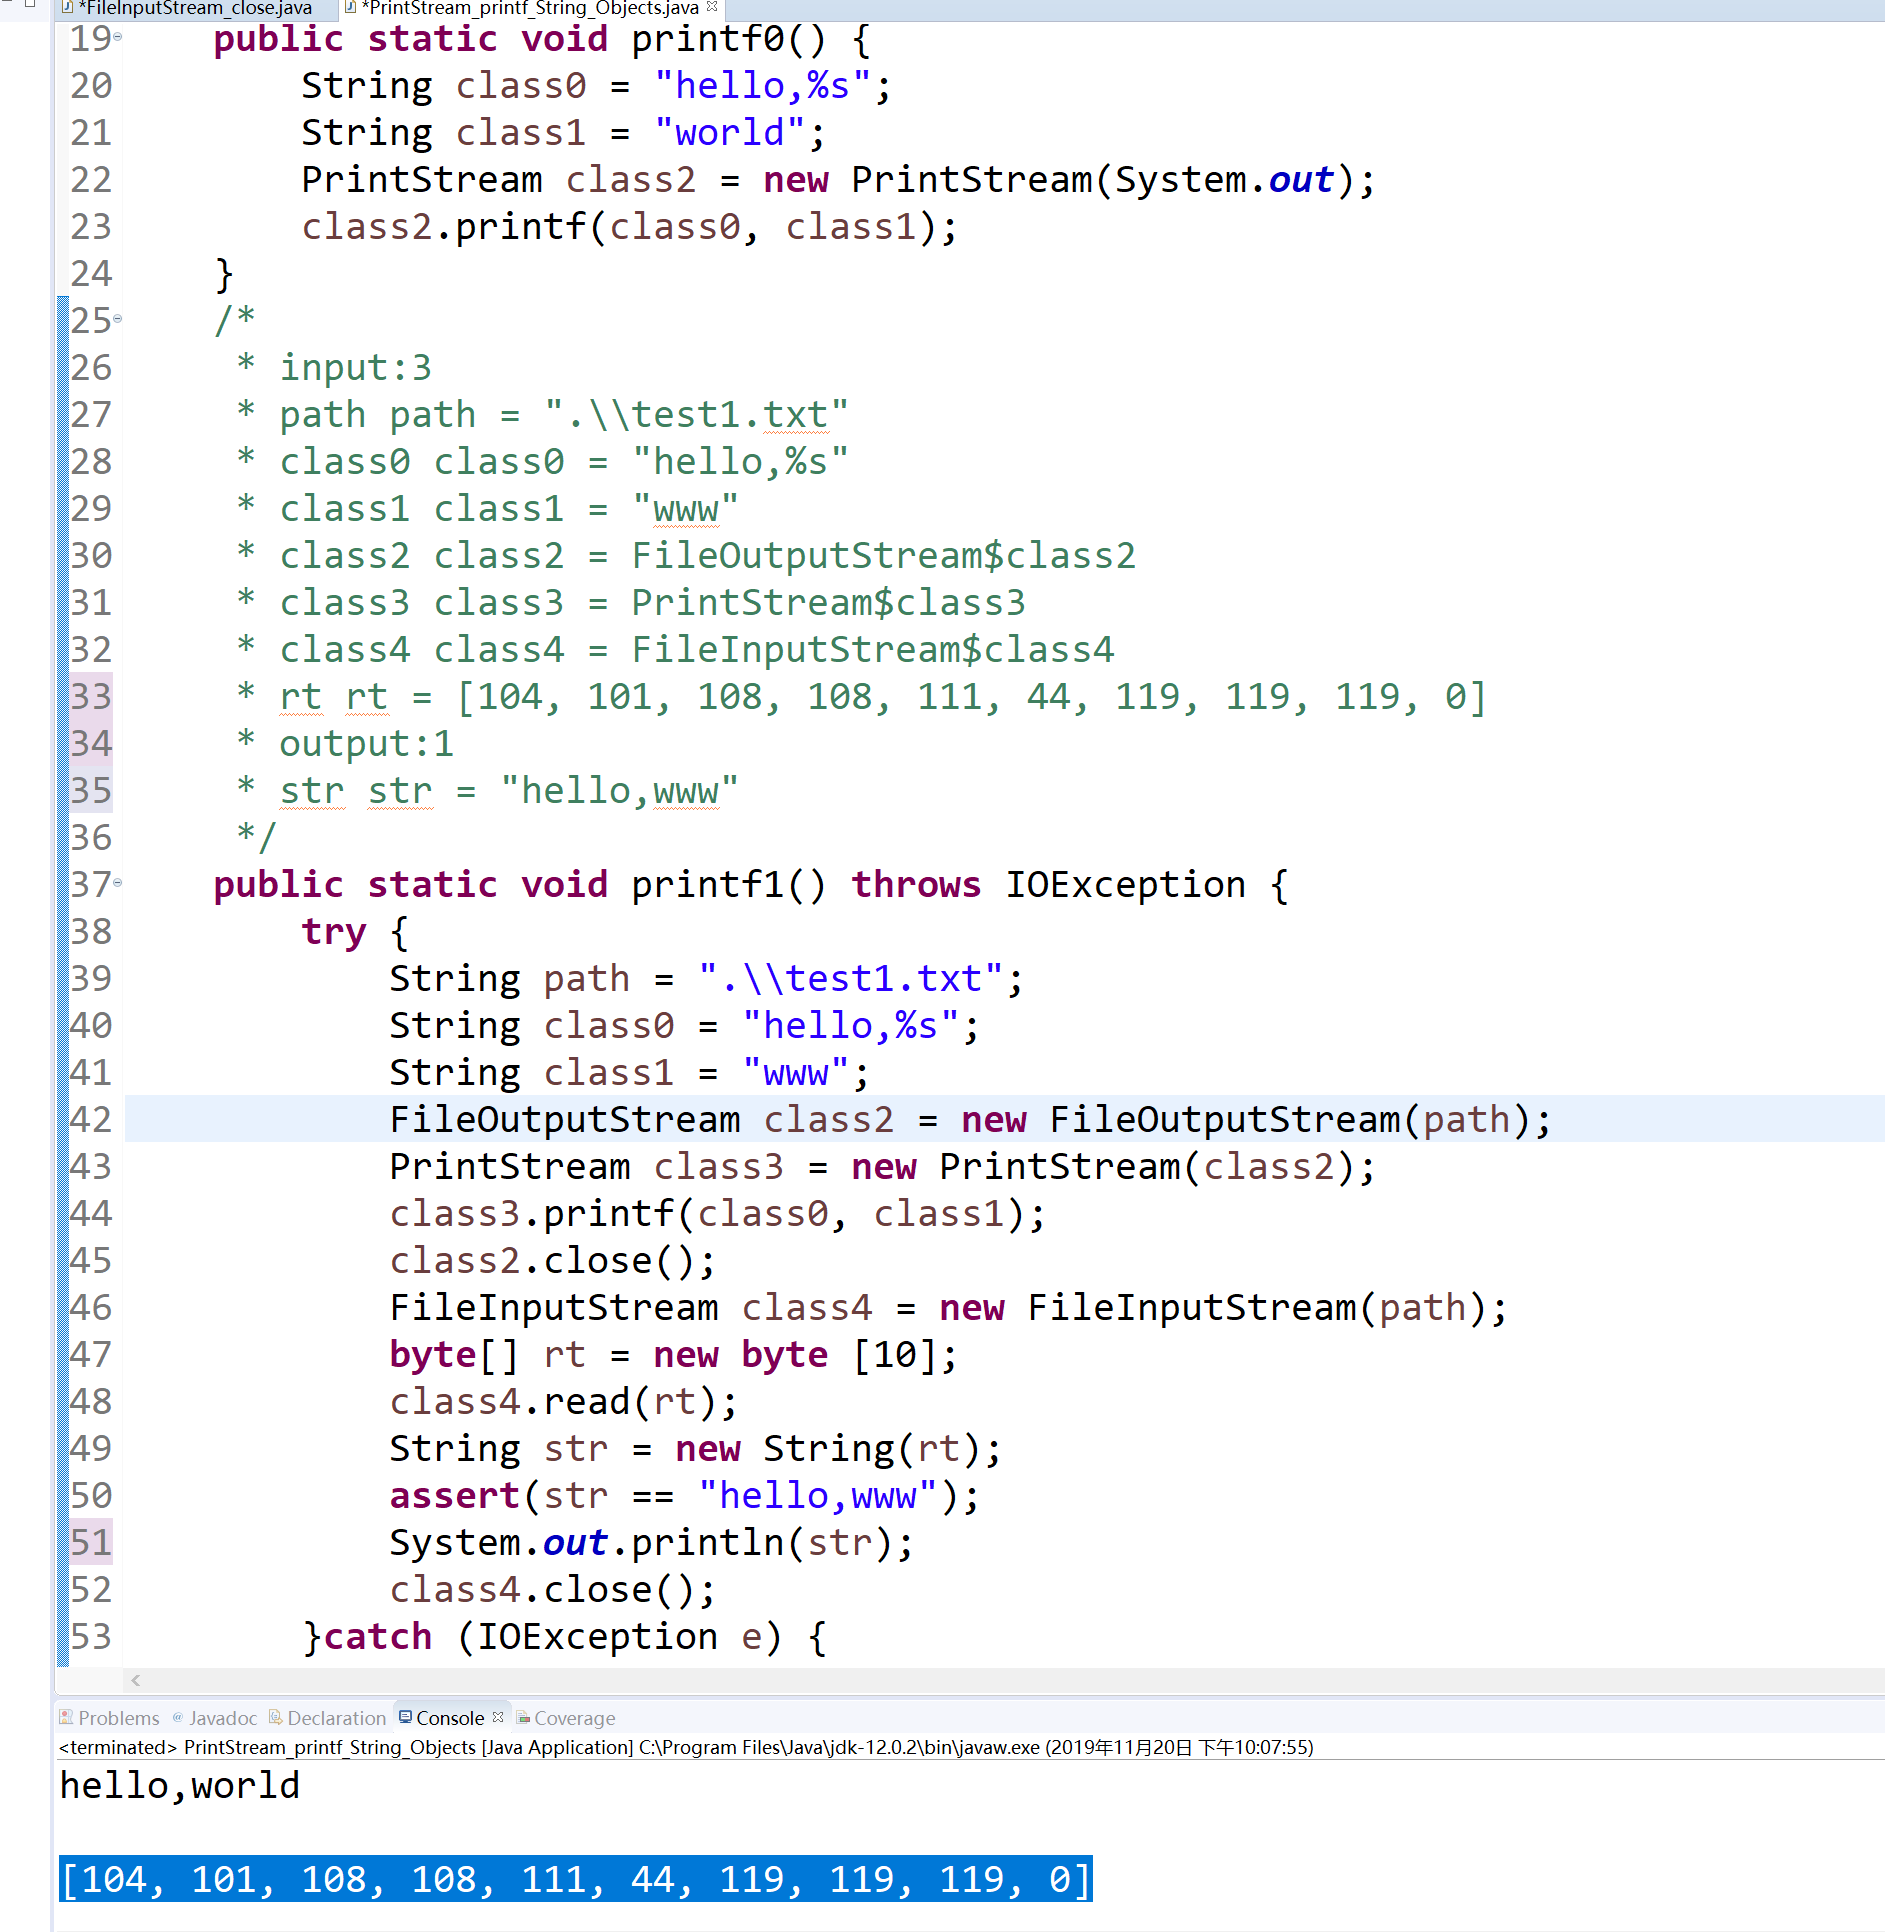 *FileInputStream_close.java *PrintStream_printf_String_Objects.java
19 public static void printf0() {
20 String class0 = "hello,%s";
21 String class1 = "world";
22 PrintStream class2 = new PrintStream(System.out);
23 class2.printf(class0, class1);
24 }
25 /*
26 * input:3
27 * path path = ".\\test1.txt"
28 * class0 class0 = "hello,%s"
29 * class1 class1 = "www"
30 * class2 class2 = FileOutputStream$class2
31 * class3 class3 = PrintStream$class3
32 * class4 class4 = FileInputStream$class4
33 * rt rt = [104, 101, 108, 108, 111, 44, 119, 119, 119, 0]
34 * output:1
35 * str str = "hello,www"
36 */
37 public static void printf1() throws IOException {
38 try {
39 String path = ".\\test1.txt";
40 String class0 = "hello,%s";
41 String class1 = "www";
42 FileOutputStream class2 = new FileOutputStream(path);
43 PrintStream class3 = new PrintStream(class2);
44 class3.printf(class0, class1);
45 class2.close();
46 FileInputStream class4 = new FileInputStream(path);
47 byte[] rt = new byte [10];
48 class4.read(rt);
49 String str = new String(rt);
50 assert(str == "hello,www");
51 System.out.println(str);
52 class4.close();
53 }catch (IOException e) {
Problems @ Javadoc Declaration Console Coverage
<terminated> PrintStream_printf_String_Objects [Java Application] C:\Program Files\Java\jdk-12.0.2\bin\javaw.exe (2019年11月20日 下午10:07:55)
hello,world
[104, 101, 108, 108, 111, 44, 119, 119, 119, 0]